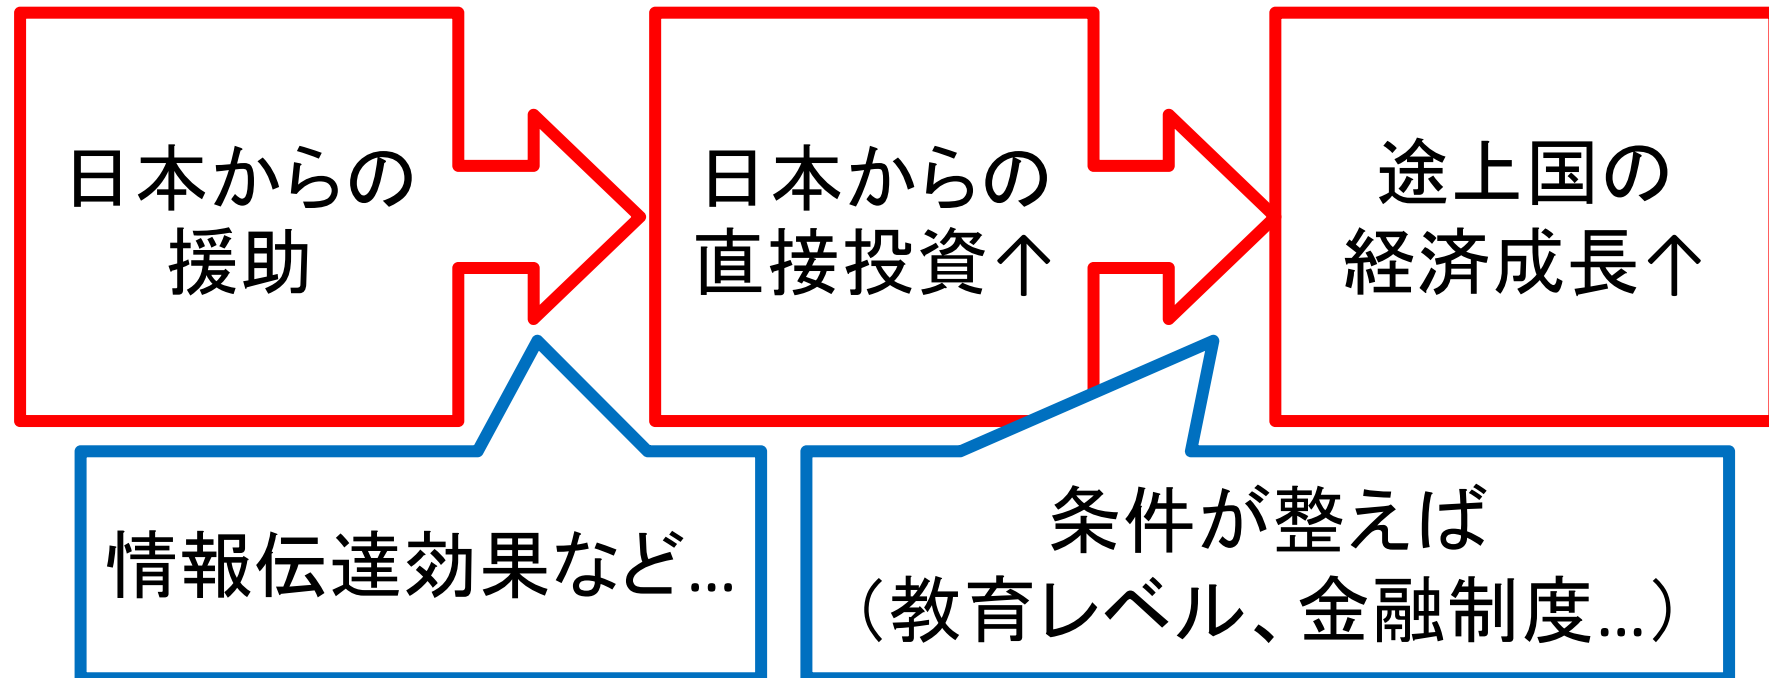 日本からの
援助
日本からの
直接投資↑
途上国の
経済成長↑
情報伝達効果など…
条件が整えば
（教育レベル、金融制度…）